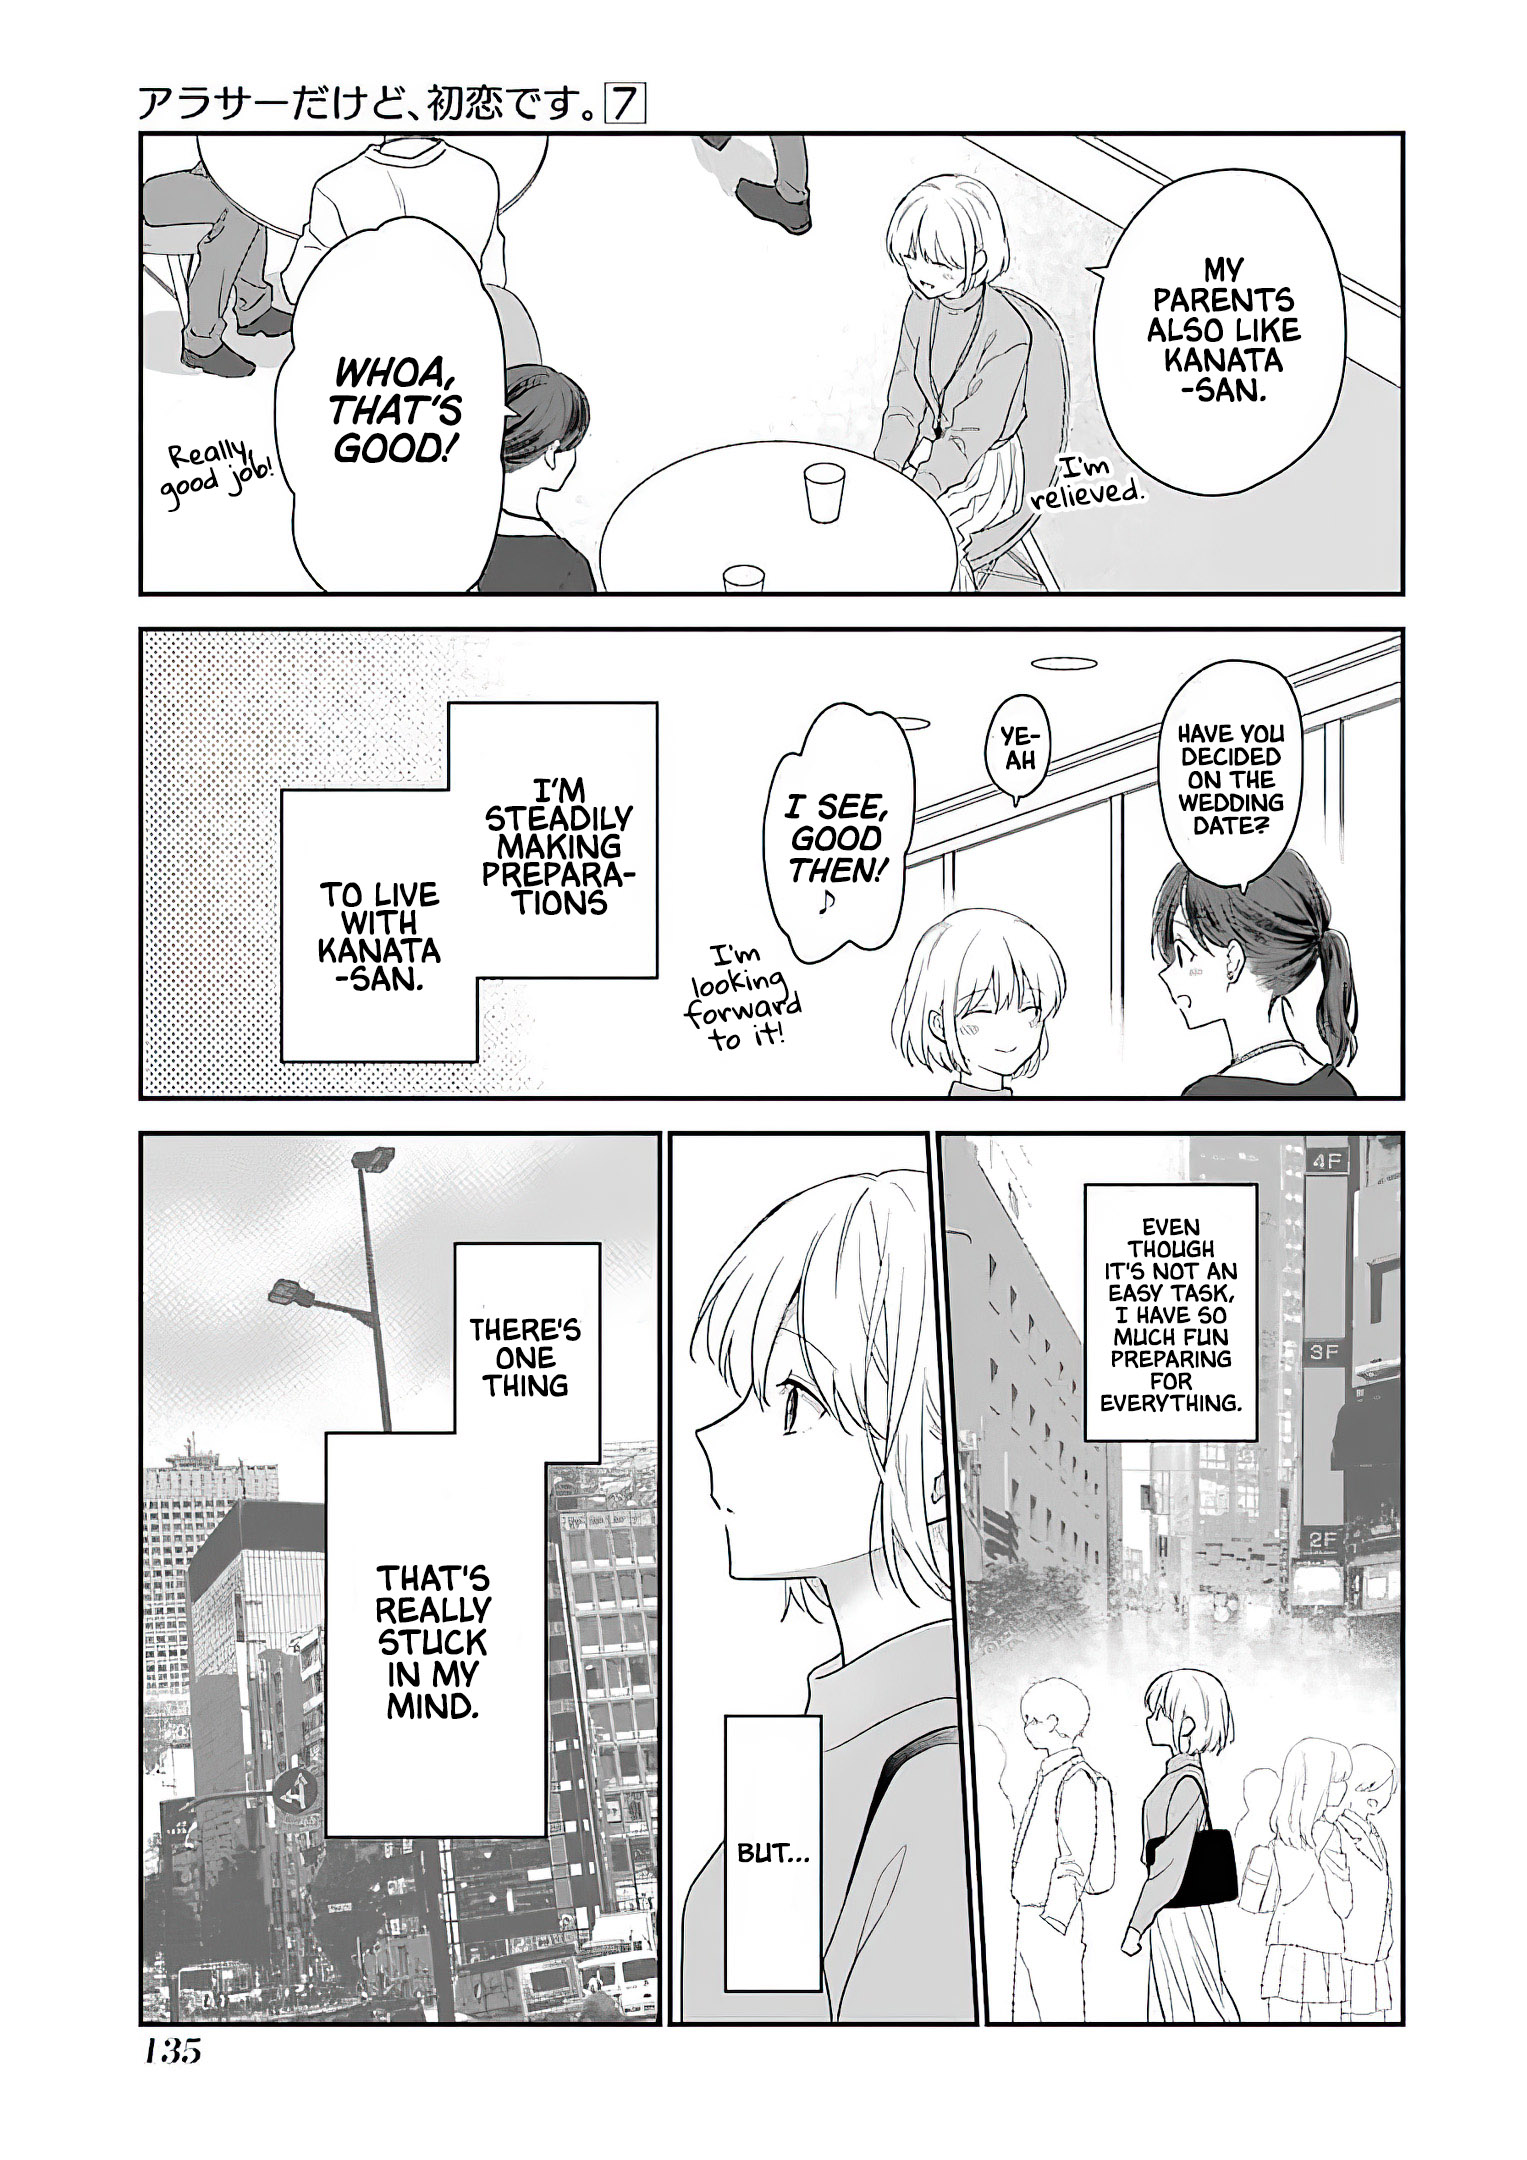 アラサーだけど、初恋です。7
MY
PARENTS
ALSO LIKE
KANATA
-SAN.
I'm
relieved.
WHOA,
THAT'S
GOOD!
Really,
good job!
HAVE YOU
DECIDED
ON THE
WEDDING
DATE?
YE-
AH
I SEE,
GOOD
THEN!
♪
I'm
looking
forward
to it!
I'M
STEADILY
MAKING
PREPARA-
TIONS
TO LIVE
WITH
KANATA
-SAN.
4F
3F
2F
EVEN
THOUGH
IT'S NOT AN
EASY TASK,
I HAVE SO
MUCH FUN
PREPARING
FOR
EVERYTHING.
BUT...
THERE'S
ONE
THING
THAT'S
REALLY
STUCK
IN MY
MIND.
135